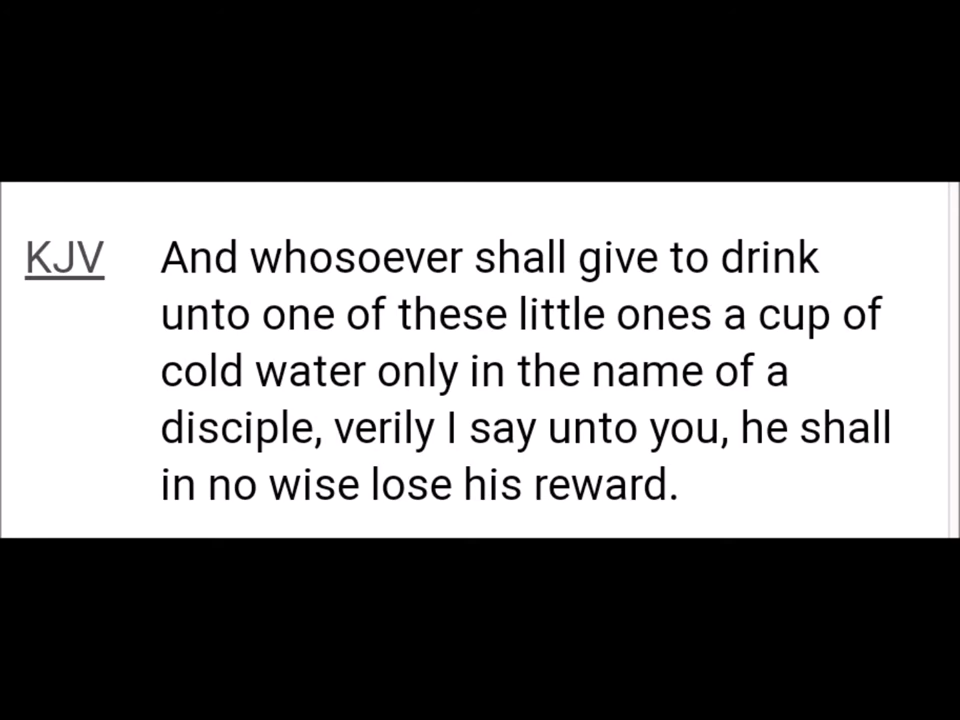 KJV And whosoever shall give to drink
unto one of these little ones a cup of
cold water only in the name of a
disciple, verily I say unto you, he shall
in no wise lose his reward.